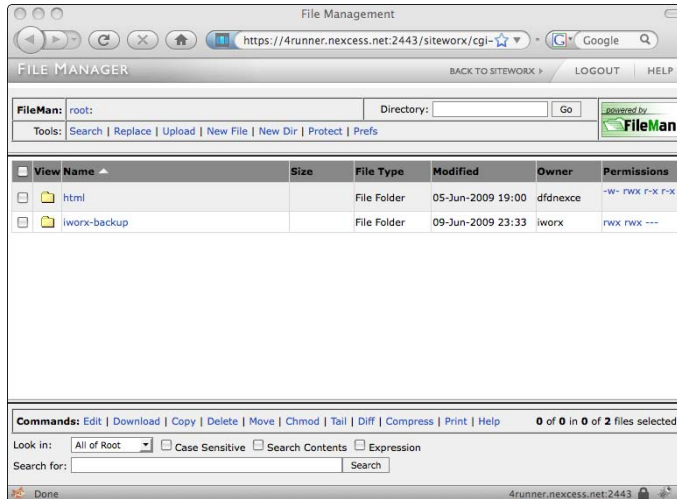 File Management
https://4runner.nexcess.net:2443/siteworx/cgi-
Google
FILE MANAGER
BACK TO SITEWORX
LOGOUT
HELP
FileMan: root:
Directory:
Go
powered by
FileMan
Tools: Search | Replace | Upload | New File | New Dir | Protect | Prefs
View Name Size File Type Modified Owner Permissions
html File Folder 05-Jun-2009 19:00 dfdnexce -w- rwx r-x r-x
iworx-backup File Folder 09-Jun-2009 23:33 iworx rwx rwx ---
Commands: Edit | Download | Copy | Delete | Move | Chmod | Tail | Diff | Compress | Print | Help 0 of 0 in 0 of 2 files selected
Look in: All of Root Case Sensitive Search Contents Expression
Search for: Search
Done 4runner.nexcess.net:2443